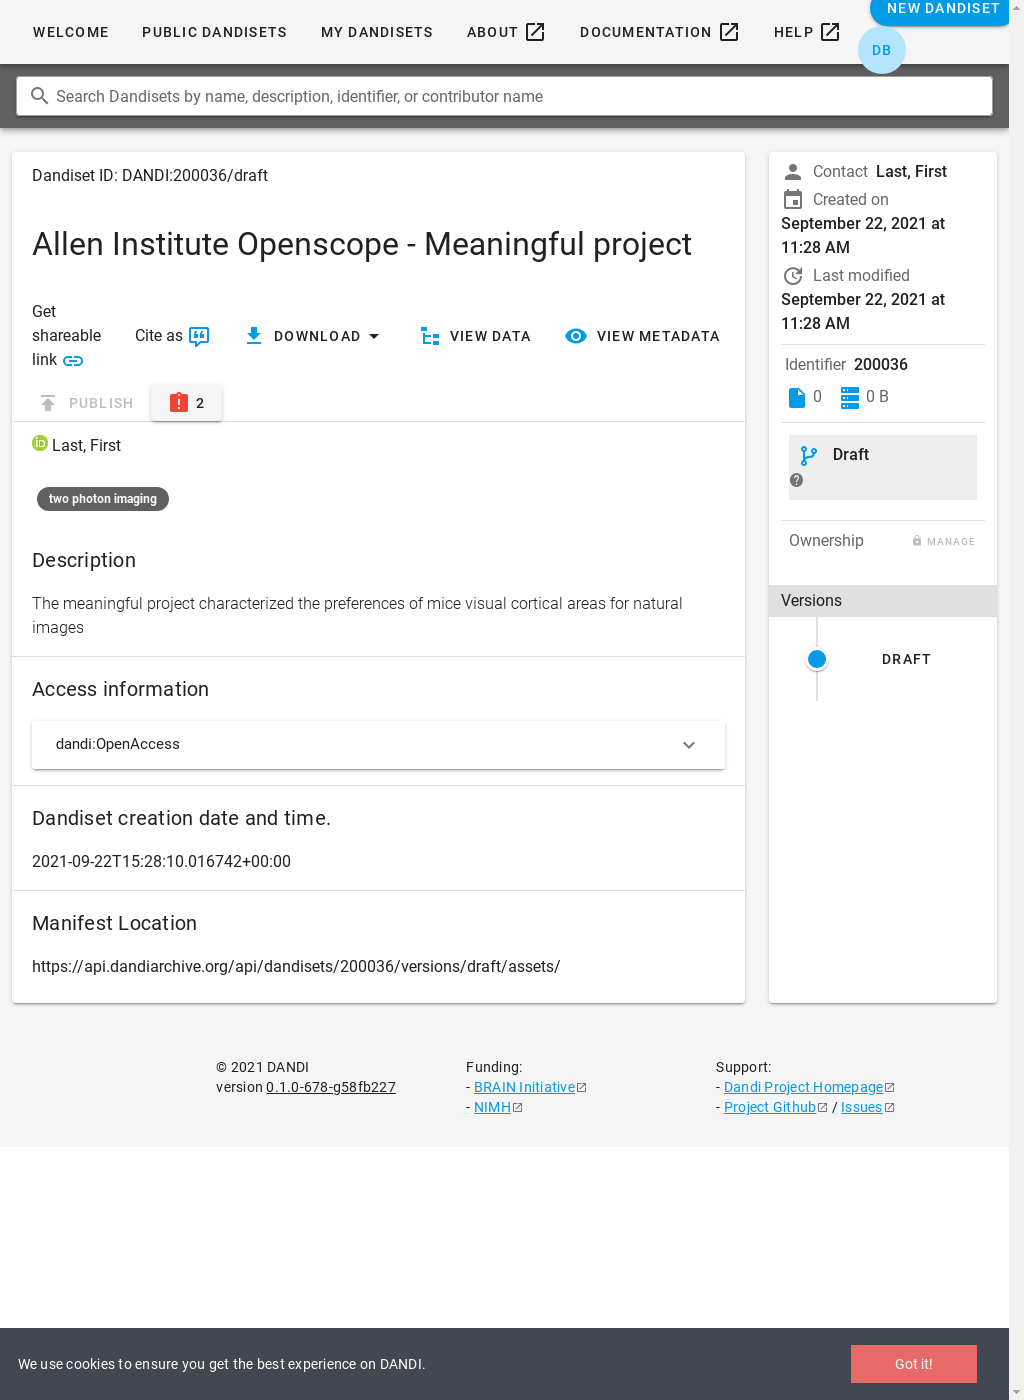 WELCOME PUBLIC DANDISETS MY DANDISETS ABOUT DOCUMENTATION HELP NEW DANDISET
DB
Search Dandisets by name, description, identifier, or contributor name
Dandiset ID: DANDI:200036/draft
Allen Institute Openscope - Meaningful project
Get shareable link
Cite as
DOWNLOAD
VIEW DATA
VIEW METADATA
PUBLISH
2
iD Last, First
two photon imaging
Description
The meaningful project characterized the preferences of mice visual cortical areas for natural
images
Access information
dandi:OpenAccess
Dandiset creation date and time.
2021-09-22T15:28:10.016742+00:00
Manifest Location
https://api.dandiarchive.org/api/dandisets/200036/versions/draft/assets/
Contact Last, First
Created on
September 22, 2021 at
11:28 AM
Last modified
September 22, 2021 at
11:28 AM
Identifier 200036
0 0 B
Draft
?
Ownership MANAGE
Versions
DRAFT
© 2021 DANDI
version 0.1.0-678-g58fb227
Funding:
- BRAIN Initiative
- NIMH
Support:
- Dandi Project Homepage
- Project Github / Issues
We use cookies to ensure you get the best experience on DANDI.
Got it!